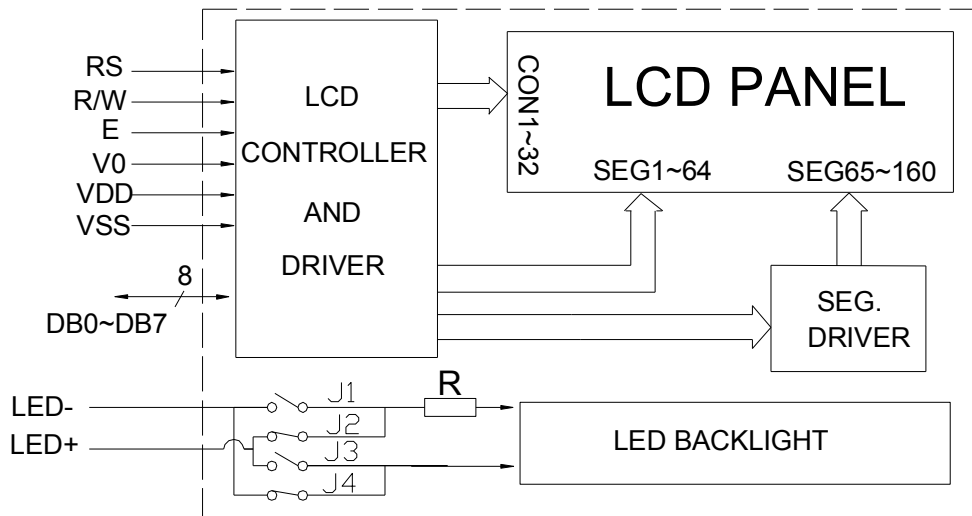 RS
R/W
E
V0
VDD
VSS
8
DB0~DB7
LCD
CONTROLLER
AND
DRIVER
LCD PANEL
CON1~32
SEG1~64
SEG65~160
SEG.
DRIVER
LED-
LED+
J1
J2
J3
J4
R
LED BACKLIGHT